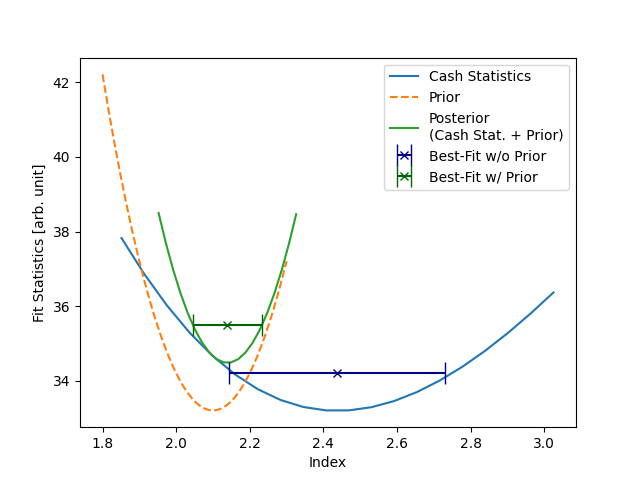 42
40
38
36
34
Fit Statistics [arb. unit]
Cash Statistics
Prior
Posterior
(Cash Stat. + Prior)
Best-Fit w/o Prior
Best-Fit w/ Prior
1.8 2.0 2.2 2.4 2.6 2.8 3.0
Index